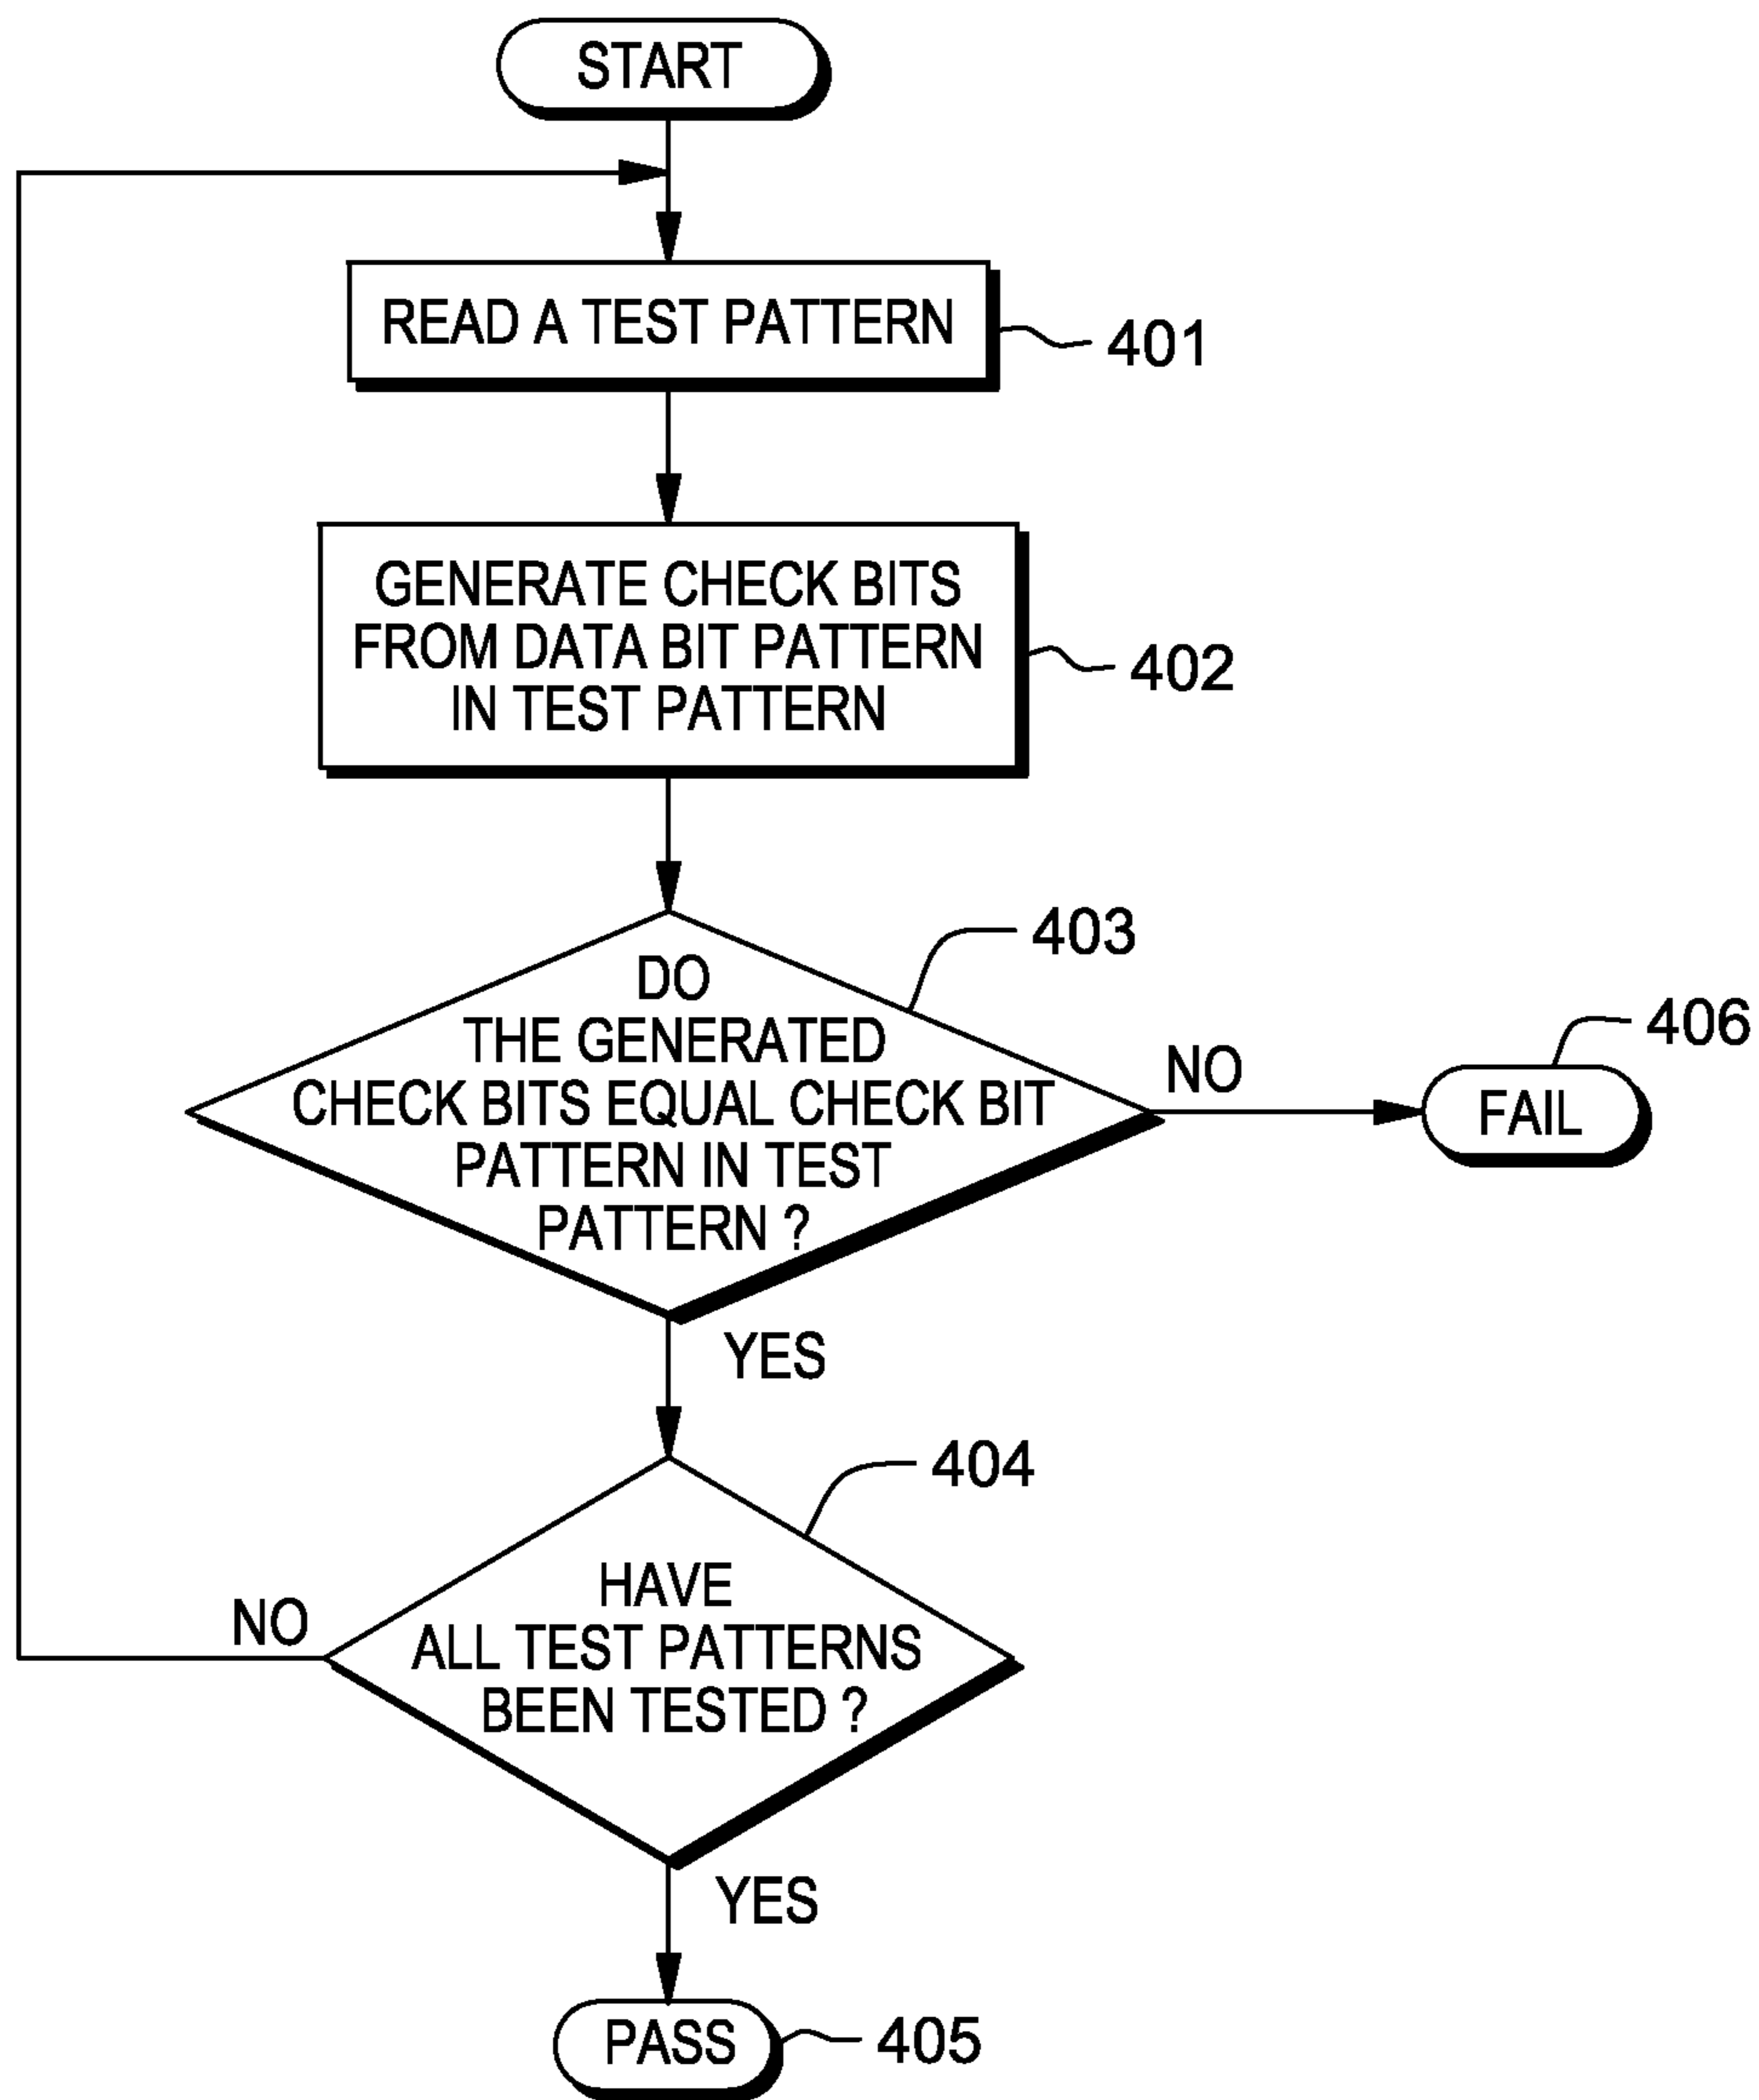 START
READ A TEST PATTERN
401
GENERATE CHECK BITS
FROM DATA BIT PATTERN
IN TEST PATTERN
402
403
DO
THE GENERATED
CHECK BITS EQUAL CHECK BIT
PATTERN IN TEST
PATTERN ?
NO
406
FAIL
YES
404
HAVE
ALL TEST PATTERNS
BEEN TESTED ?
NO
YES
PASS
405